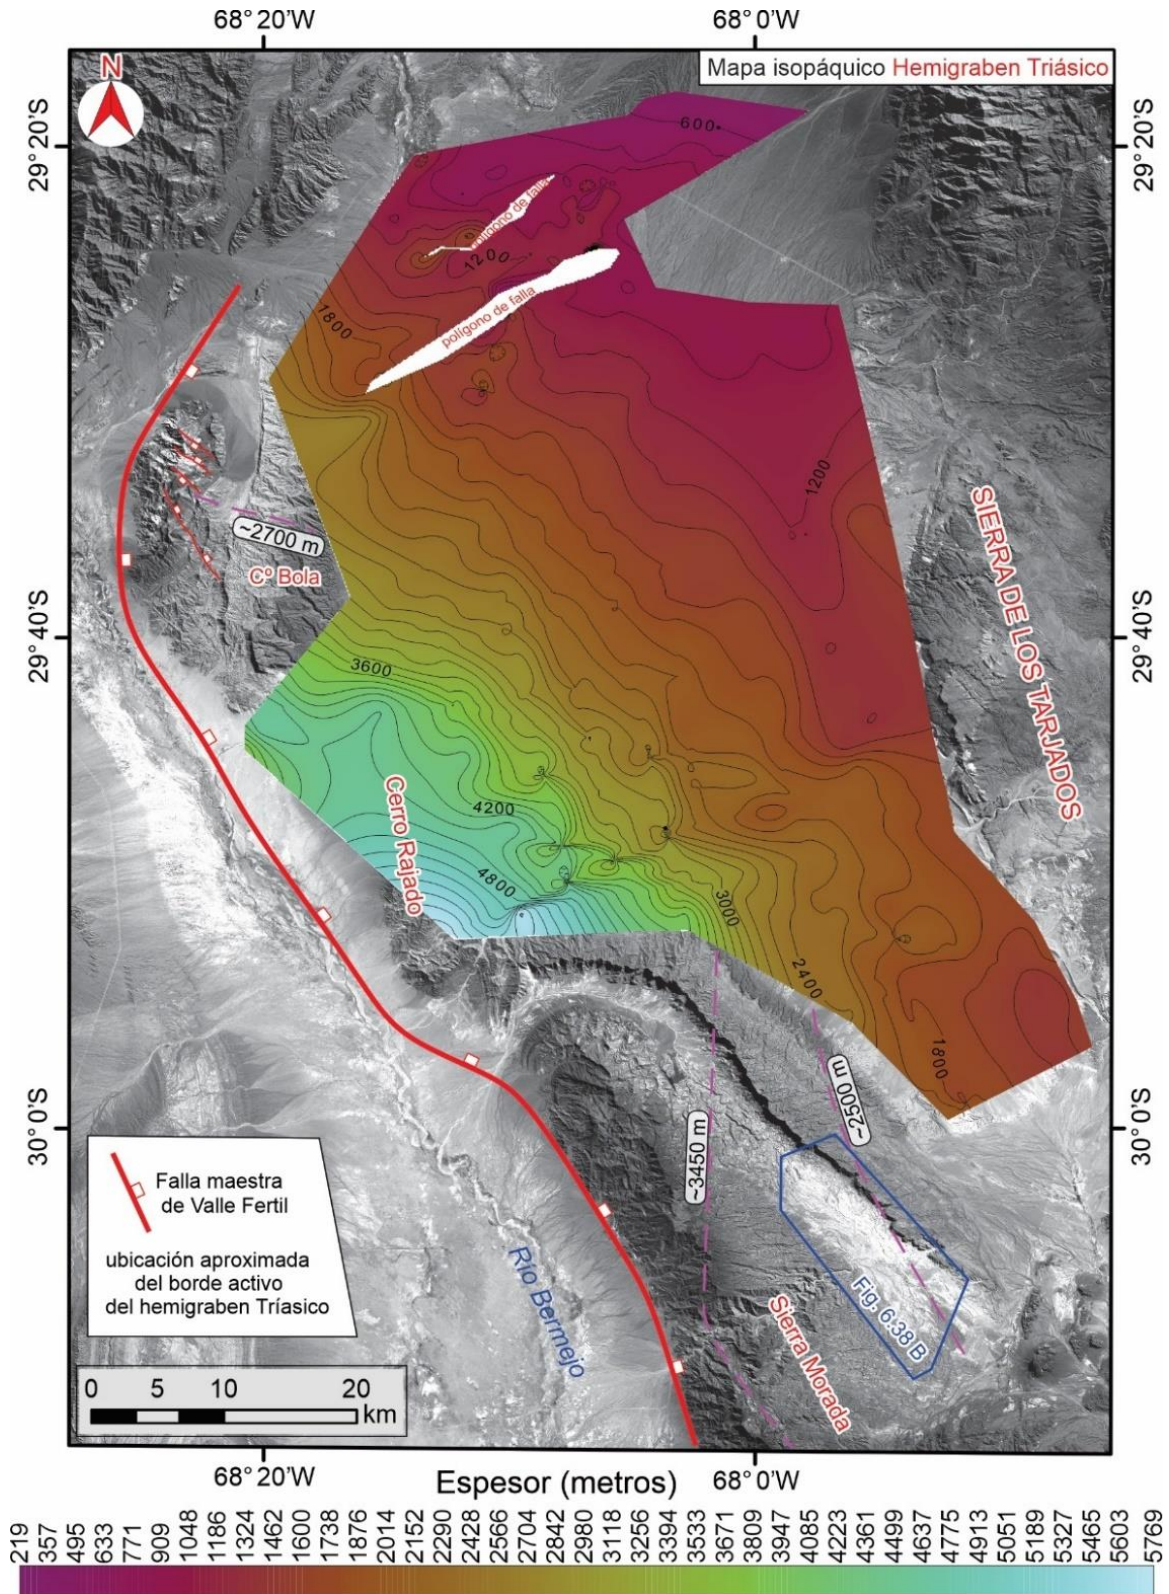 68° 20'W
68° 0'W
Mapa isopáquico Hemigraben Triásico
N
29° 20'S
29° 20'S
600
polígono de falla
1200
polígono de falla
1800
1200
~2700 m
Cº Bola
SIERRA DE LOS TARJADOS
29° 40'S
29° 40'S
3600
Cerro Rajado
4200
4800
3000
2400
1800
~2500 m
~3450 m
30° 0'S
30° 0'S
Falla maestra
de Valle Fertil
ubicación aproximada
del borde activo
del hemigraben Tríasico
Río Bermejo
Fig. 6.38 B
Sierra Morada
0 5 10 20
km
68° 20'W
68° 0'W
Espesor (metros)
219 357 495 633 771 909 1048 1186 1324 1462 1600 1738 1876 2014 2152 2290 2428 2566 2704 2842 2980 3118 3256 3394 3533 3671 3809 3947 4085 4223 4361 4499 4637 4775 4913 5051 5189 5327 5465 5603 5769